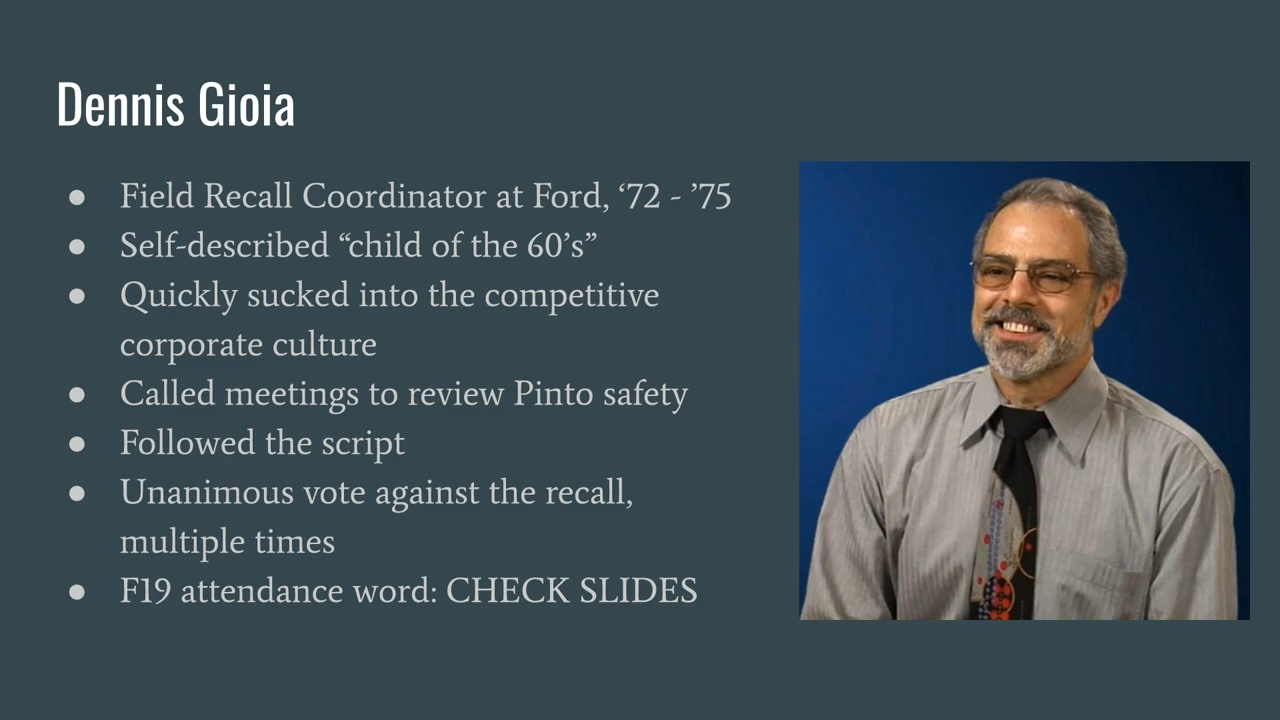 Dennis Gioia
● Field Recall Coordinator at Ford, ‘72 - ’75
● Self-described “child of the 60’s”
● Quickly sucked into the competitive
corporate culture
● Called meetings to review Pinto safety
● Followed the script
● Unanimous vote against the recall,
multiple times
● F19 attendance word: CHECK SLIDES